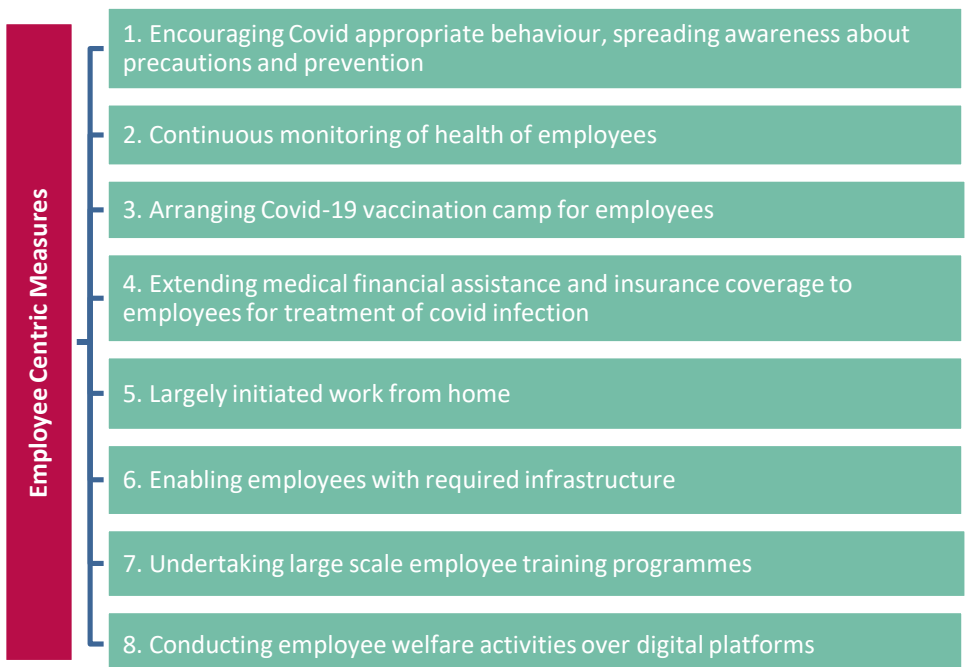 Employee Centric Measures
1. Encouraging Covid appropriate behaviour, spreading awareness about
precautions and prevention
2. Continuous monitoring of health of employees
3. Arranging Covid-19 vaccination camp for employees
4. Extending medical financial assistance and insurance coverage to
employees for treatment of covid infection
5. Largely initiated work from home
6. Enabling employees with required infrastructure
7. Undertaking large scale employee training programmes
8. Conducting employee welfare activities over digital platforms